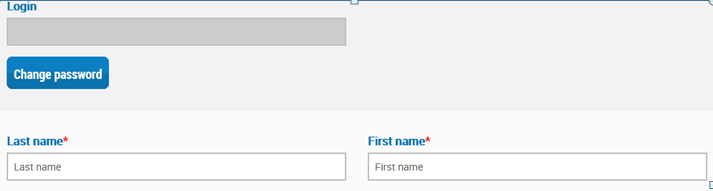 Login
Change password
Last name*
First name*
Last name
First name